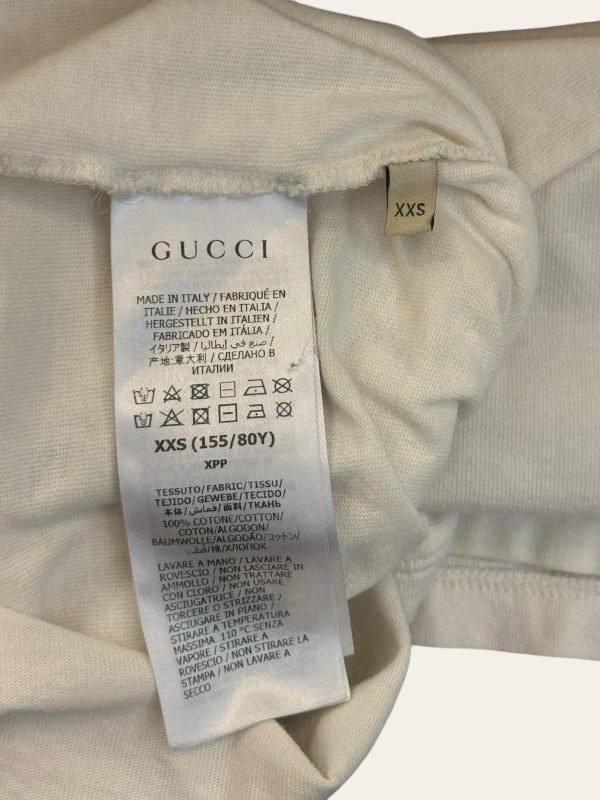 XXS
GUCCI
MADE IN ITALY / FABRIQUÉ EN
ITALIE / HECHO EN ITALIA /
HERGESTELLT IN ITALIEN /
FABRICADO EM ITÁLIA /
イタリア製 / صنع في إيطاليا /
产地:意大利 / СДЕЛАНО В
ИТАЛИИ
XXS (155/80Y)
XPP
TESSUTO/FABRIC/TISSU/
TEJIDO/GEWEBE/TECIDO/
本体/قماش/面料/ТКАНЬ
100% COTONE/COTTON/
COTON/ALGODON/
BAUMWOLLE/ALGODÃO/コットン/
قطن/棉/ХЛОПОК
LAVARE A MANO / LAVARE A
ROVESCIO / NON LASCIARE IN
AMMOLLO / NON TRATTARE
CON CLORO / NON USARE
ASCIUGATRICE / NON
TORCERE O STRIZZARE /
ASCIUGARE IN PIANO /
STIRARE A TEMPERATURA
MASSIMA 110 °C SENZA
VAPORE / STIRARE A
ROVESCIO / NON STIRARE LA
STAMPA / NON LAVARE A
SECCO